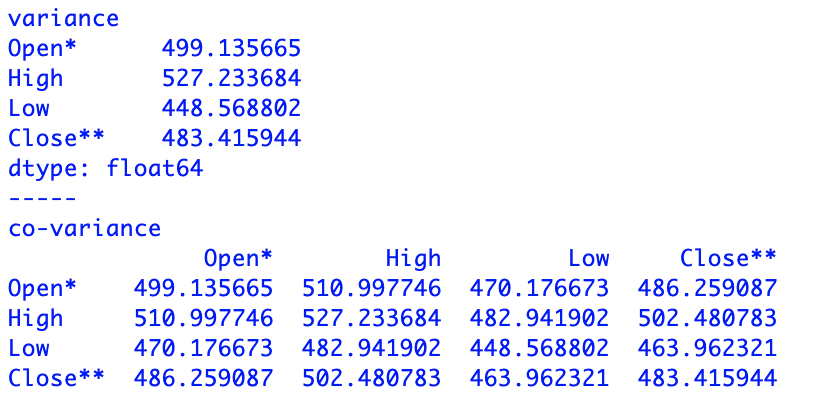 variance
Open*      499.135665
High       527.233684
Low        448.568802
Close**    483.415944
dtype: float64
-----
co-variance
            Open*       High        Low    Close**
Open*    499.135665  510.997746  470.176673  486.259087
High     510.997746  527.233684  482.941902  502.480783
Low      470.176673  482.941902  448.568802  463.962321
Close**  486.259087  502.480783  463.962321  483.415944